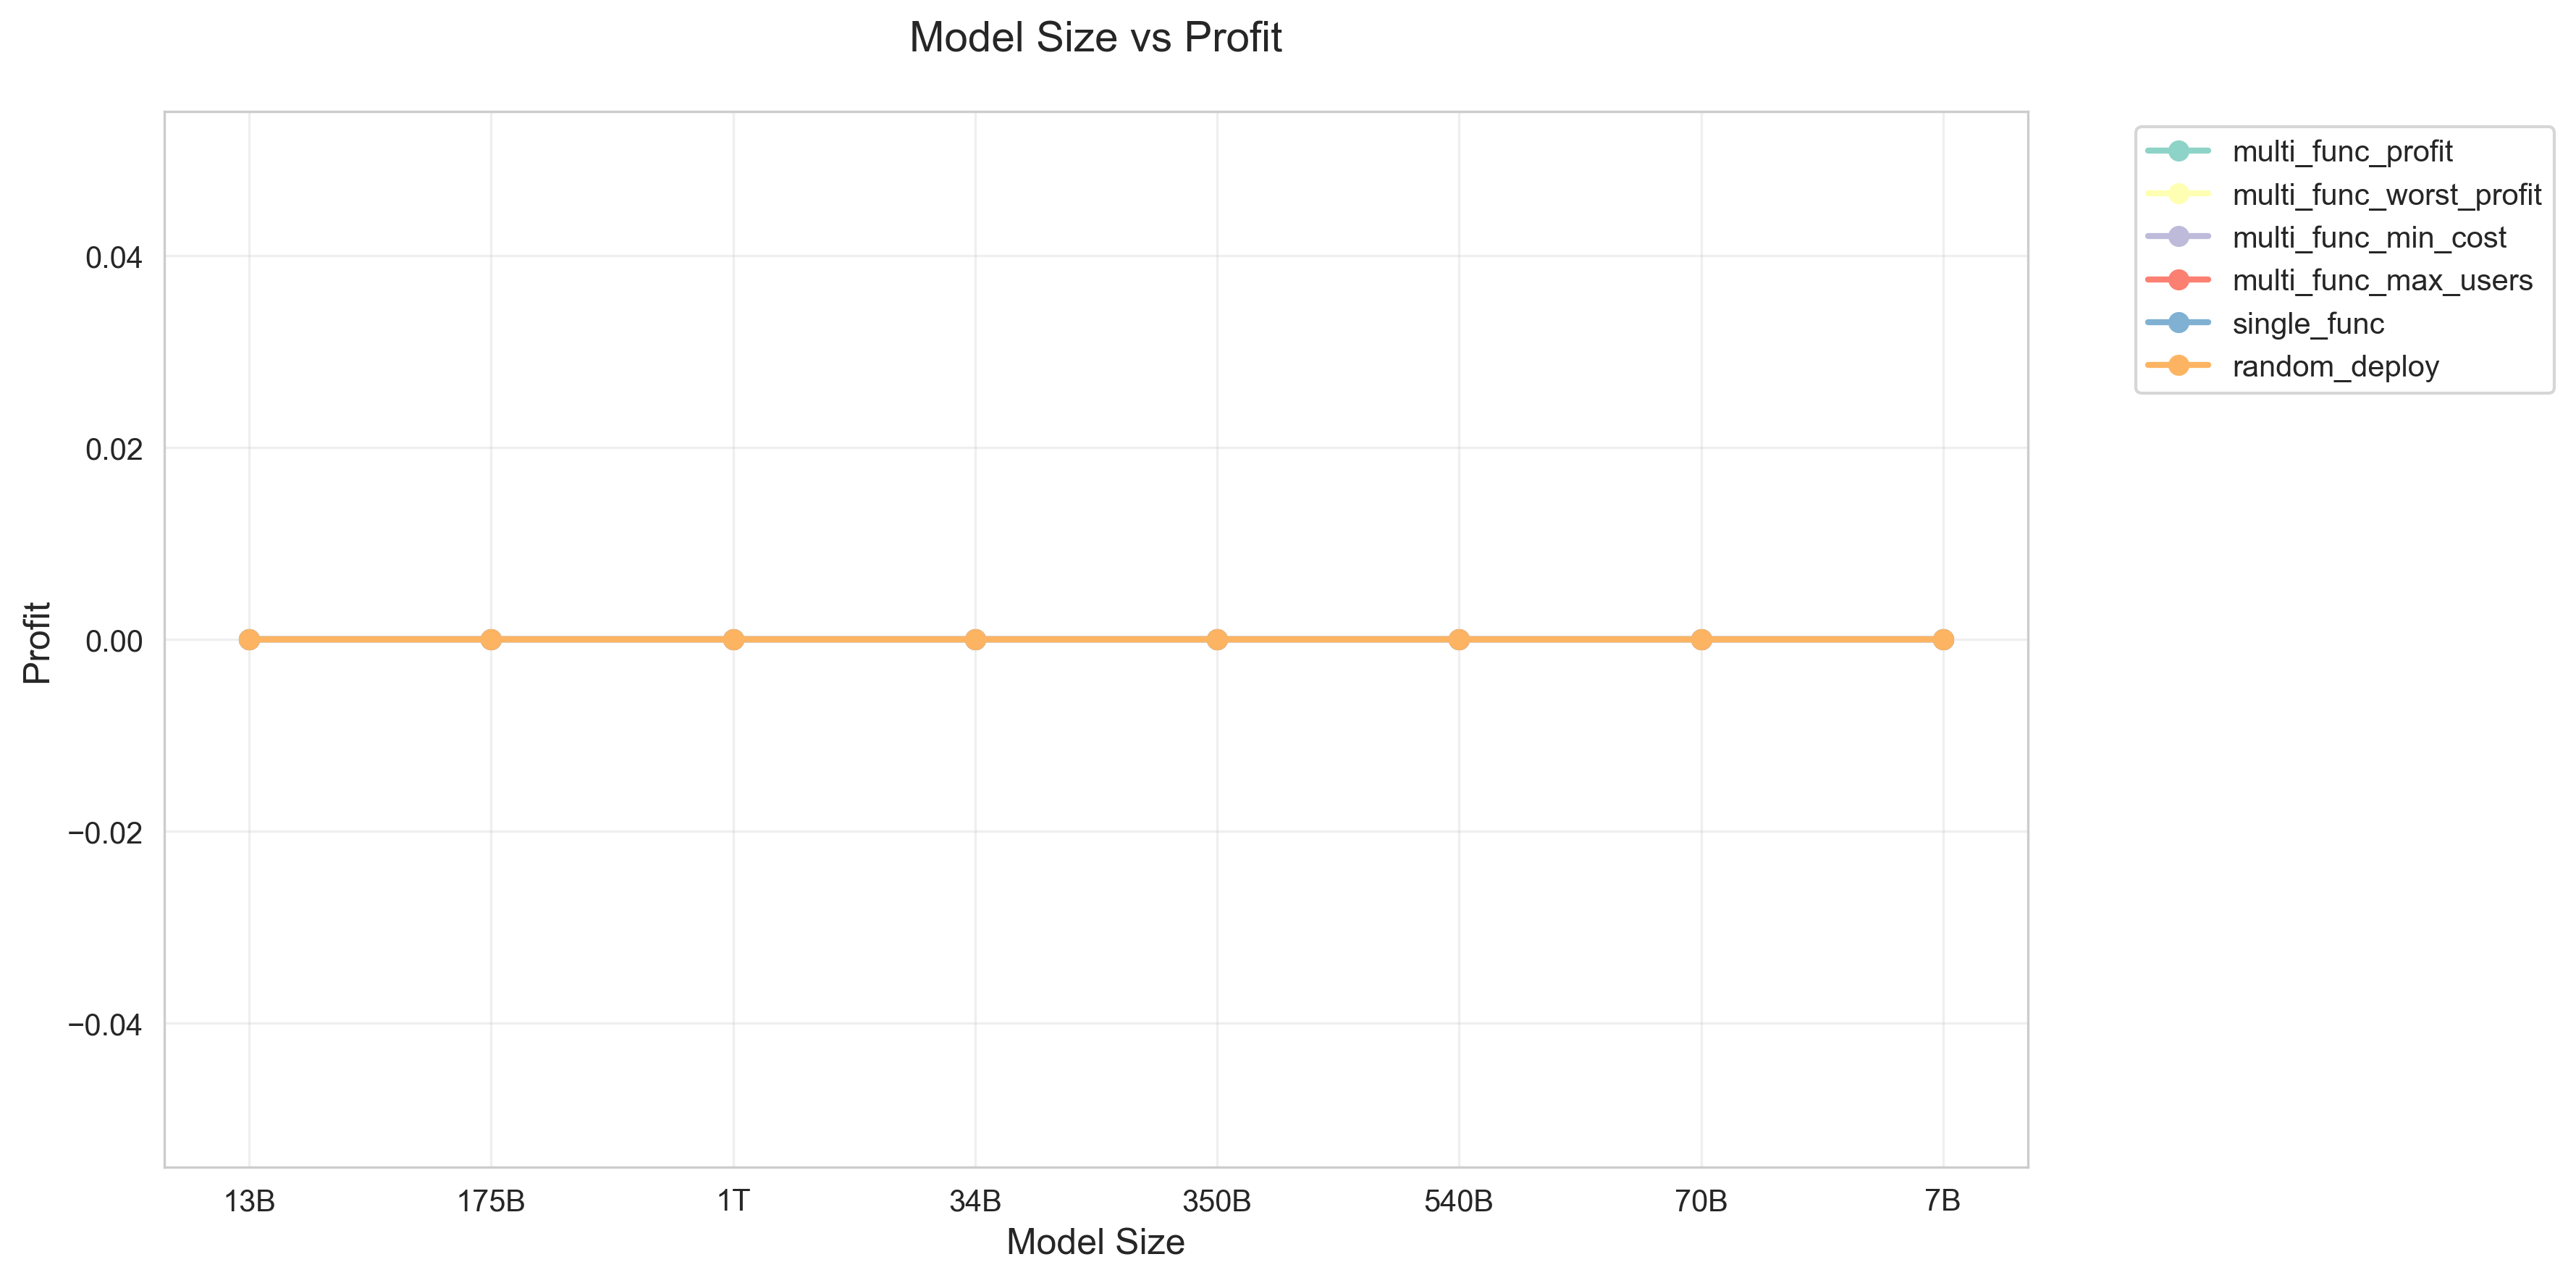 Model Size vs Profit
multi_func_profit
multi_func_worst_profit
multi_func_min_cost
multi_func_max_users
single_func
random_deploy
0.04
0.02
0.00
−0.02
−0.04
Profit
13B 175B 1T 34B 350B 540B 70B 7B
Model Size